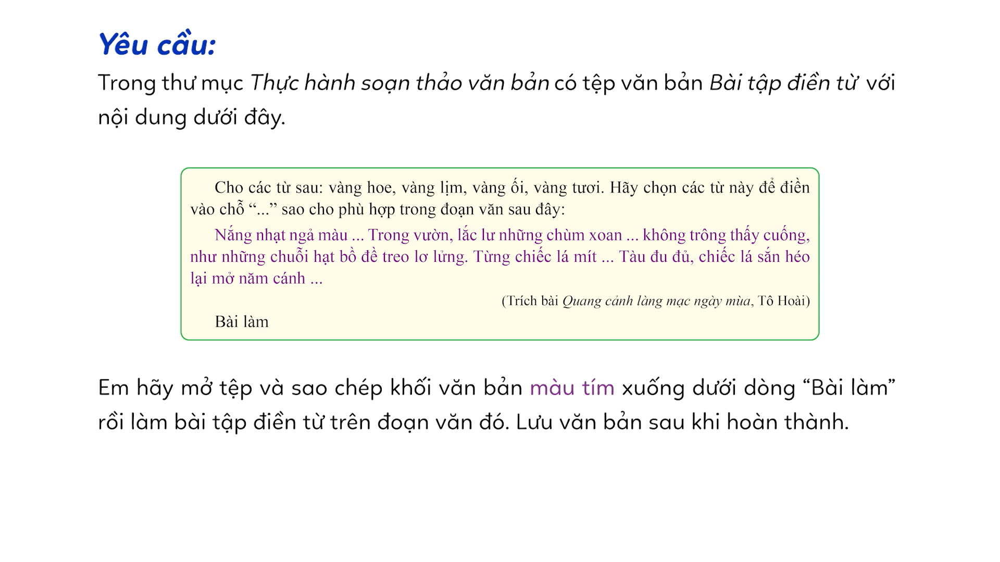 Yêu cầu:
Trong thư mục Thực hành soạn thảo văn bản có tệp văn bản Bài tập điền từ với
nội dung dưới đây.
Cho các từ sau: vàng hoe, vàng lịm, vàng ối, vàng tươi. Hãy chọn các từ này để điền
vào chỗ “...” sao cho phù hợp trong đoạn văn sau đây:
Nắng nhạt ngả màu ... Trong vườn, lắc lư những chùm xoan ... không trông thấy cuống,
như những chuỗi hạt bồ đề treo lơ lửng. Từng chiếc lá mít ... Tàu đu đủ, chiếc lá sắn héo
lại mở năm cánh ...
(Trích bài Quang cảnh làng mạc ngày mùa, Tô Hoài)
Bài làm
Em hãy mở tệp và sao chép khối văn bản màu tím xuống dưới dòng “Bài làm”
rồi làm bài tập điền từ trên đoạn văn đó. Lưu văn bản sau khi hoàn thành.